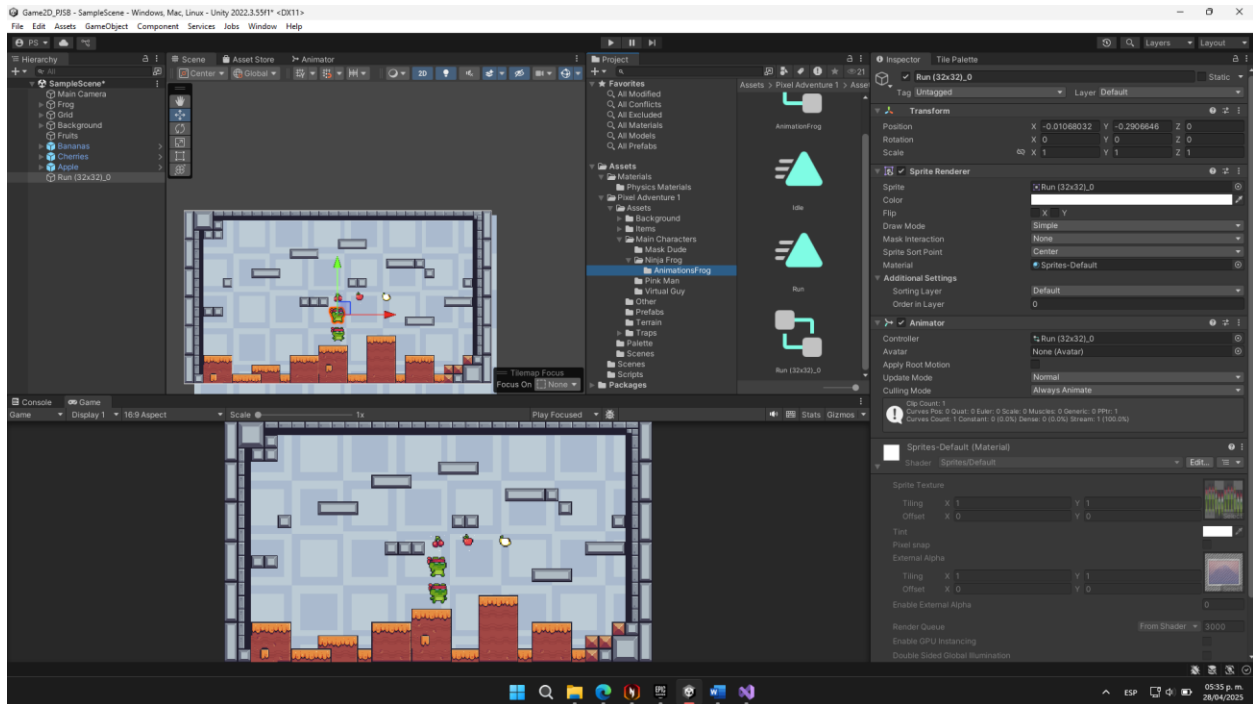 Game2D_PJSB - SampleScene - Windows, Mac, Linux - Unity 2022.3.55f1* <DX11>
File Edit Assets GameObject Component Services Jobs Window Help
PS
Layers Layout
Hierarchy
All
SampleScene*
Main Camera
Frog
Grid
Background
Fruits
Bananas
Cherries
Apple
Run (32x32)_0
Scene Asset Store Animator
Center Global 2D
Tilemap Focus
Focus On None
Project
21
Favorites
All Modified
All Conflicts
All Excluded
All Materials
All Models
All Prefabs
Assets
Materials
Physics Materials
Pixel Adventure 1
Assets
Background
Items
Main Characters
Mask Dude
Ninja Frog
AnimationsFrog
Pink Man
Virtual Guy
Other
Prefabs
Terrain
Traps
Palette
Scenes
Scenes
Scripts
Packages
Assets > Pixel Adventure 1 > Asse
AnimationFrog
Idle
Run
Run (32x32)_0
Console Game
Game Display 1 16:9 Aspect Scale 1x Play Focused Stats Gizmos
Inspector Tile Palette
Run (32x32)_0 Static
Tag Untagged Layer Default
Transform
Position X -0.01068032 Y -0.2906646 Z 0
Rotation X 0 Y 0 Z 0
Scale X 1 Y 1 Z 1
Sprite Renderer
Sprite Run (32x32)_0
Color
Flip X Y
Draw Mode Simple
Mask Interaction None
Sprite Sort Point Center
Material Sprites-Default
Additional Settings
Sorting Layer Default
Order in Layer 0
Animator
Controller Run (32x32)_0
Avatar None (Avatar)
Apply Root Motion
Update Mode Normal
Culling Mode Always Animate
Clip Count: 1
Curves Pos: 0 Quat: 0 Euler: 0 Scale: 0 Muscles: 0 Generic: 0 PPtr: 1
Curves Count: 1 Constant: 0 (0.0%) Dense: 0 (0.0%) Stream: 1 (100.0%)
Sprites-Default (Material)
Shader Sprites/Default Edit...
Sprite Texture
Tiling X 1 Y 1
Offset X 0 Y 0
Select
Tint
Pixel snap
External Alpha
Tiling X 1 Y 1
Offset X 0 Y 0
Select
Enable External Alpha 0
Render Queue From Shader 3000
Enable GPU Instancing
Double Sided Global Illumination
EPIC
ESP
05:35 p. m.
28/04/2025